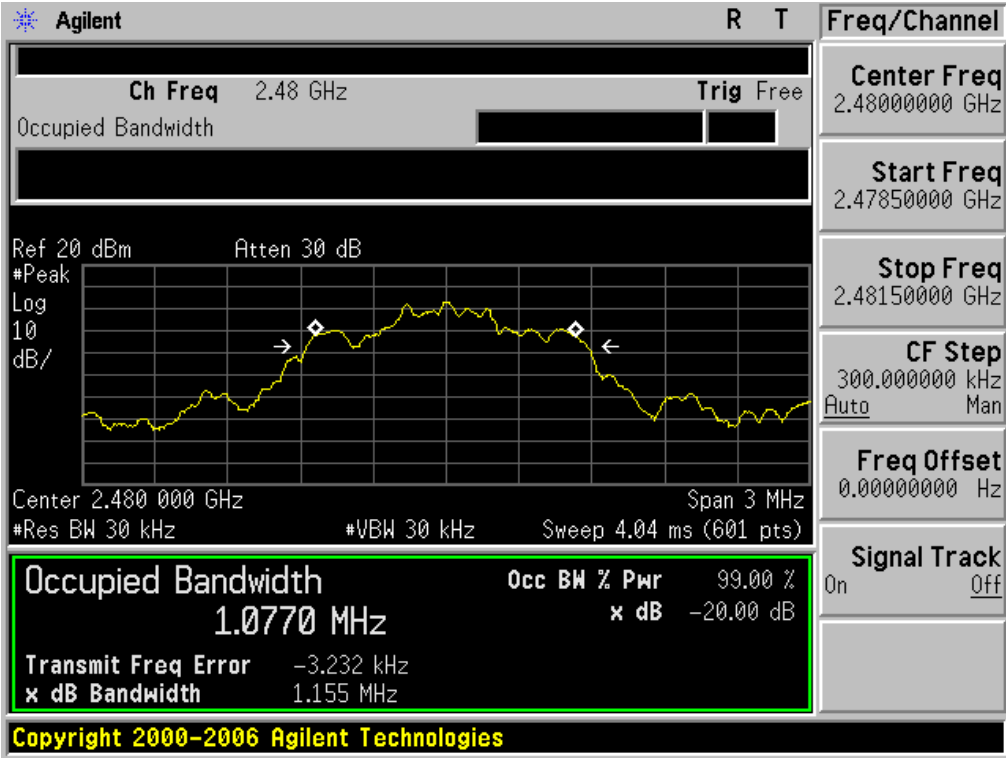 Agilent R T
Freq/Channel
Ch Freq 2.48 GHz Trig Free
Occupied Bandwidth
Ref 20 dBm Atten 30 dB
#Peak
Log
10
dB/
Center 2.480 000 GHz Span 3 MHz
#Res BW 30 kHz #VBW 30 kHz Sweep 4.04 ms (601 pts)
Occupied Bandwidth
1.0770 MHz
Occ BW % Pwr 99.00 %
x dB -20.00 dB
Transmit Freq Error -3.232 kHz
x dB Bandwidth 1.155 MHz
Center Freq
2.48000000 GHz
Start Freq
2.47850000 GHz
Stop Freq
2.48150000 GHz
CF Step
300.000000 kHz
Auto Man
Freq Offset
0.00000000 Hz
Signal Track
On Off
Copyright 2000-2006 Agilent Technologies